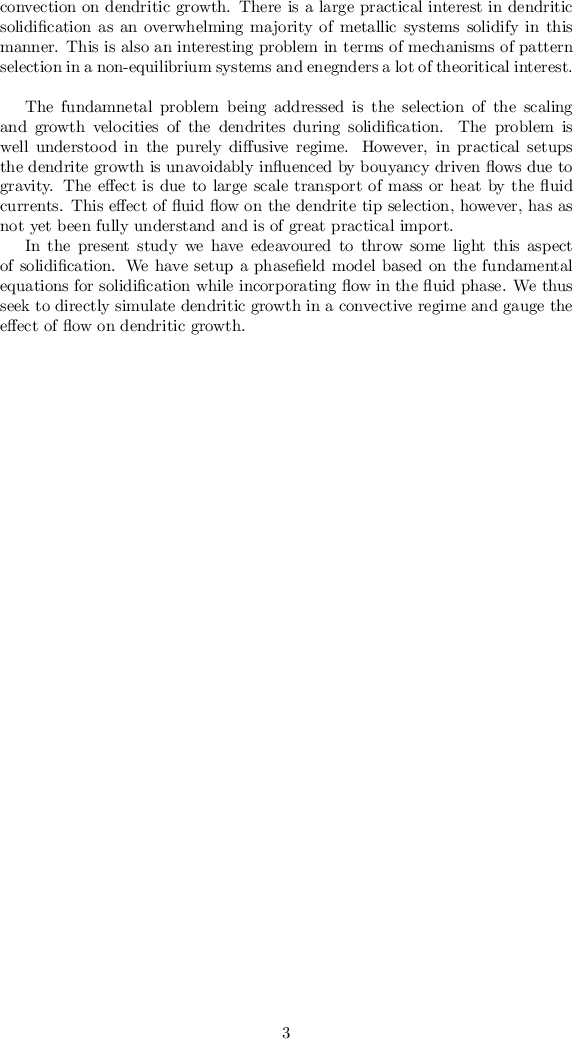 convection on dendritic growth. There is a large practical interest in dendritic
solidification as an overwhelming majority of metallic systems solidify in this
manner. This is also an interesting problem in terms of mechanisms of pattern
selection in a non-equilibrium systems and enegnders a lot of theoritical interest.
The fundamnetal problem being addressed is the selection of the scaling
and growth velocities of the dendrites during solidification. The problem is
well understood in the purely diffusive regime. However, in practical setups
the dendrite growth is unavoidably influenced by bouyancy driven flows due to
gravity. The effect is due to large scale transport of mass or heat by the fluid
currents. This effect of fluid flow on the dendrite tip selection, however, has as
not yet been fully understand and is of great practical import.
In the present study we have edeavoured to throw some light this aspect
of solidification. We have setup a phasefield model based on the fundamental
equations for solidification while incorporating flow in the fluid phase. We thus
seek to directly simulate dendritic growth in a convective regime and gauge the
effect of flow on dendritic growth.
3